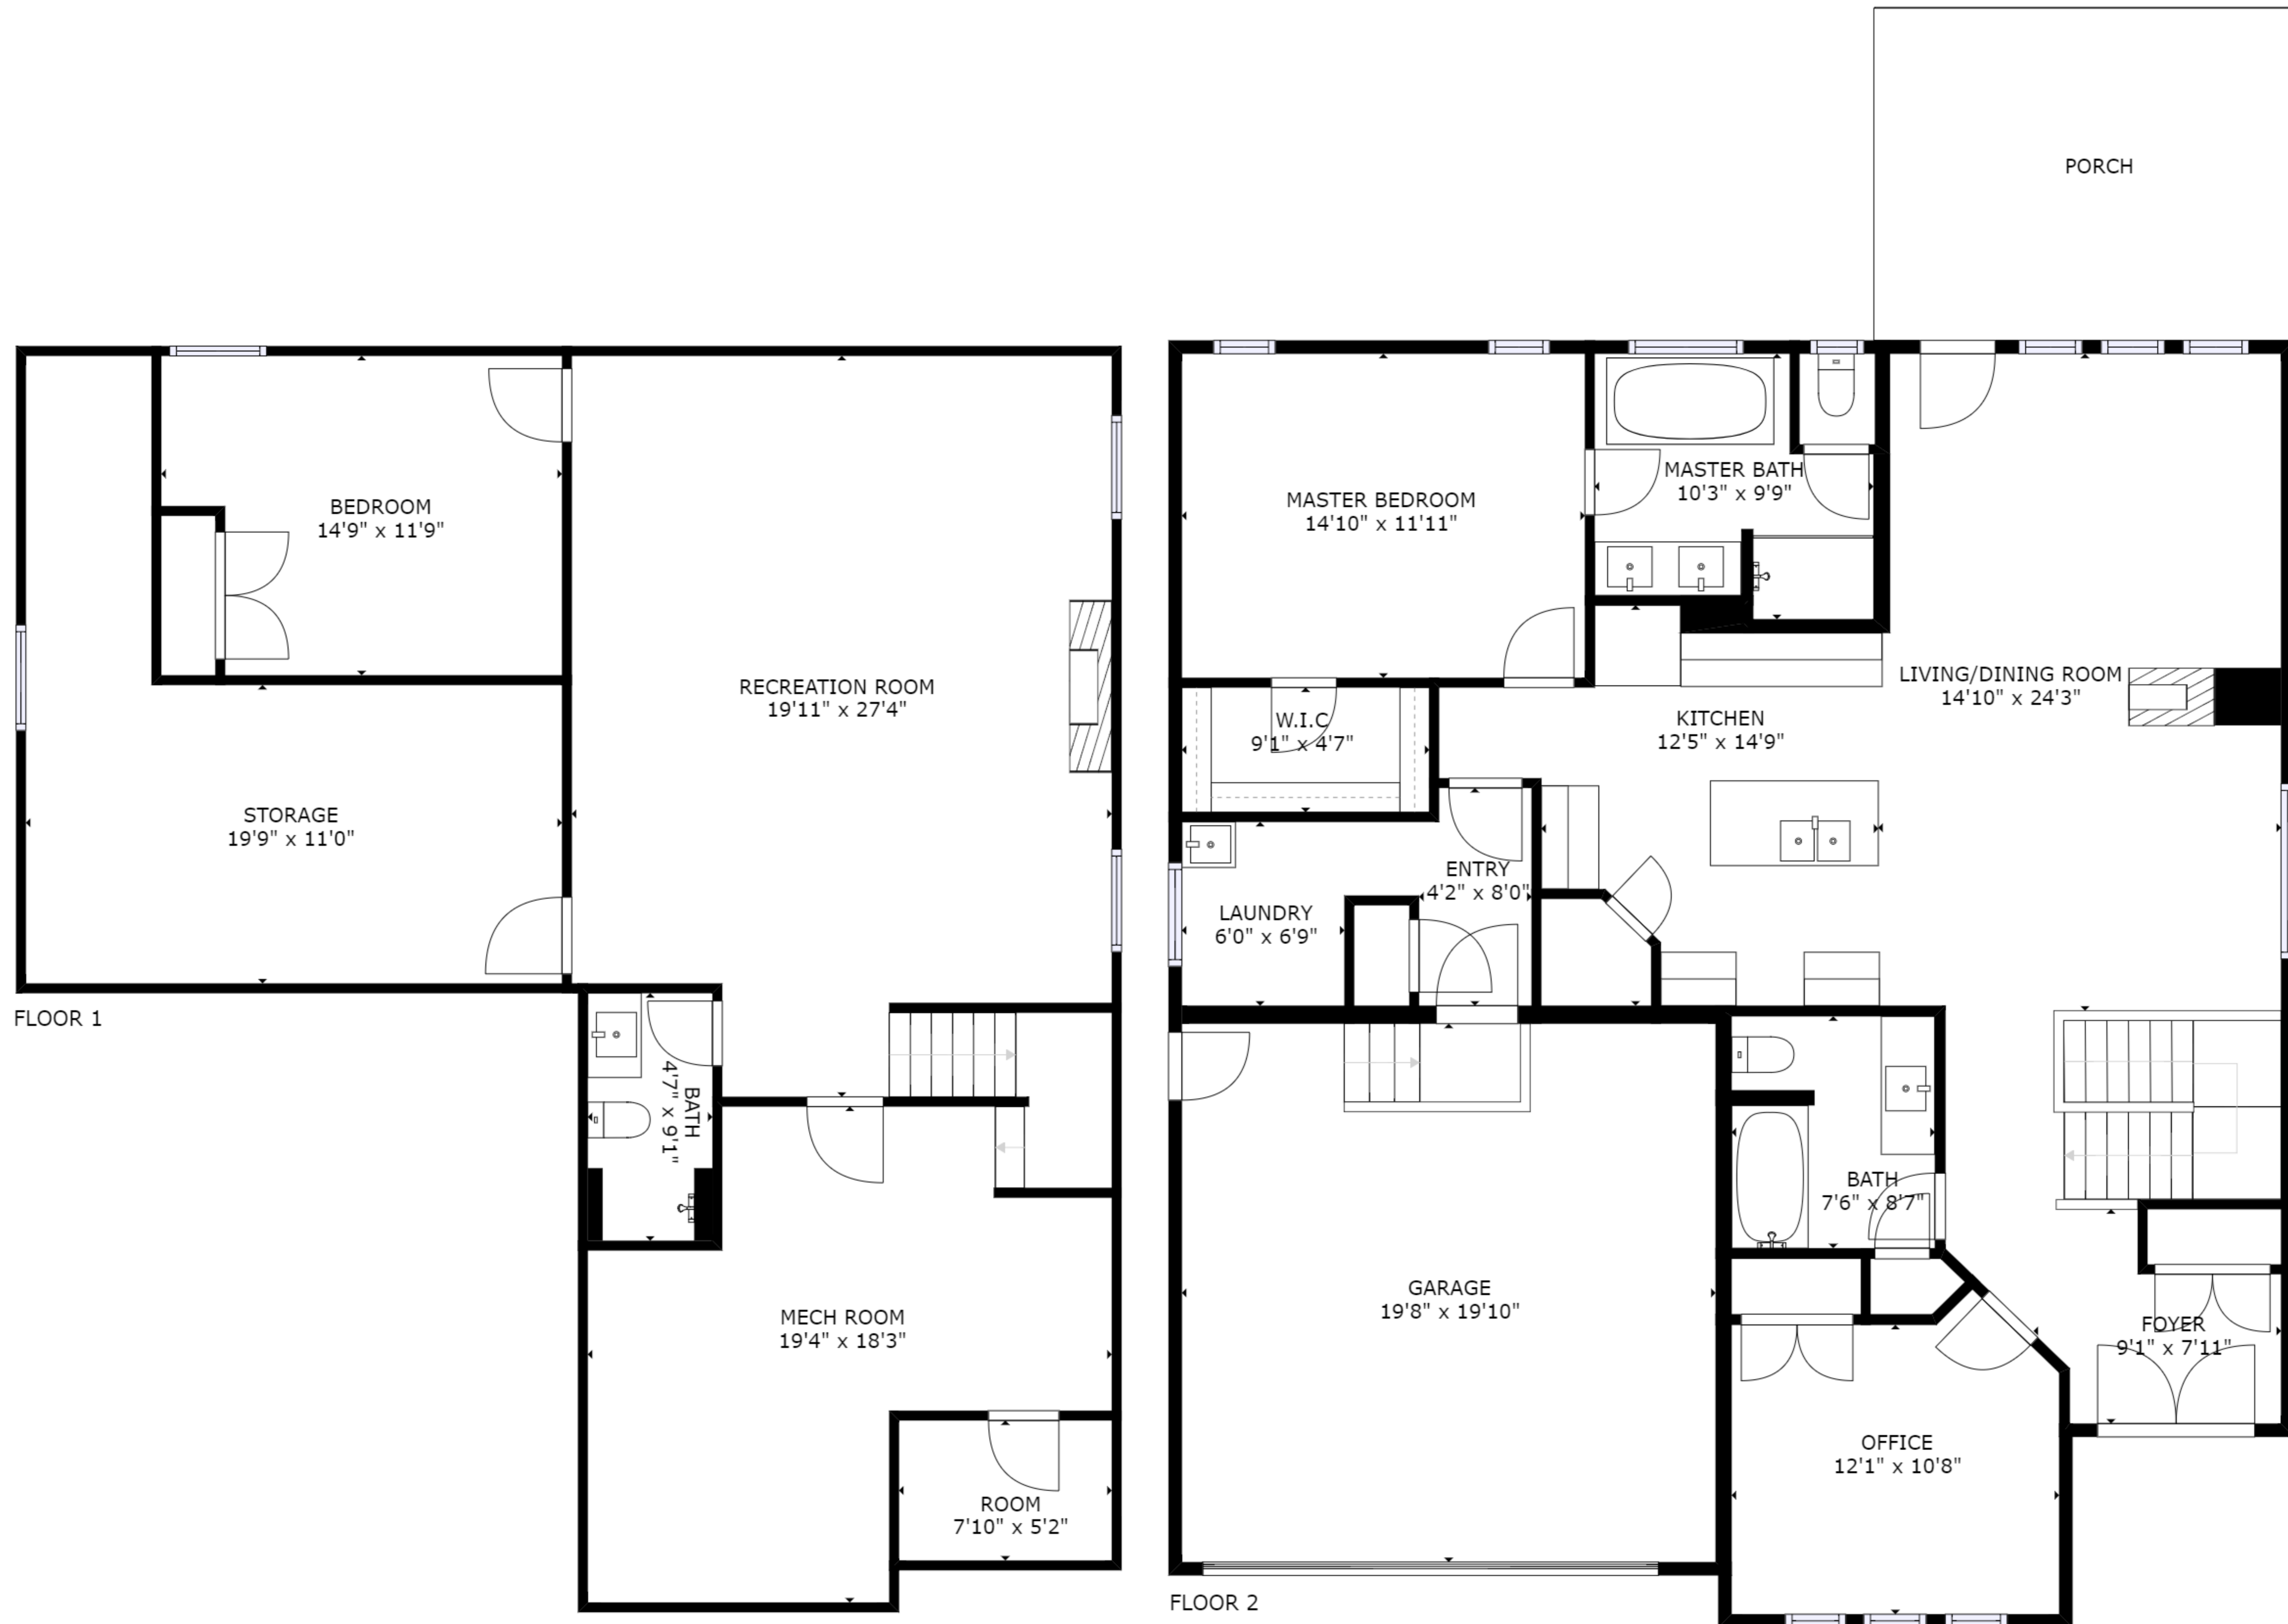 BEDROOM
14'9" x 11'9"
RECREATION ROOM
19'11" x 27'4"
STORAGE
19'9" x 11'0"
FLOOR 1
BATH
4'7" x 9'1"
MECH ROOM
19'4" x 18'3"
ROOM
7'10" x 5'2"
PORCH
MASTER BEDROOM
14'10" x 11'11"
MASTER BATH
10'3" x 9'9"
LIVING/DINING ROOM
14'10" x 24'3"
W.I.C
9'1" x 4'7"
KITCHEN
12'5" x 14'9"
ENTRY
4'2" x 8'0"
LAUNDRY
6'0" x 6'9"
BATH
7'6" x 8'7"
GARAGE
19'8" x 19'10"
FOYER
9'1" x 7'11"
OFFICE
12'1" x 10'8"
FLOOR 2